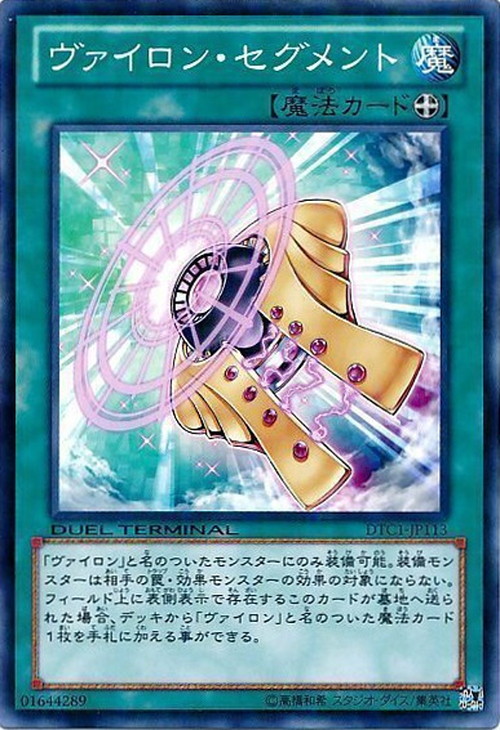 ヴァイロン・セグメント
魔
【魔法カード】
DUEL TERMINAL
DTC1-JP113
「ヴァイロン」と名のついたモンスターにのみ装備可能。装備モン
スターは相手の罠・効果モンスターの効果の対象にならない。
フィールド上に表側表示で存在するこのカードが墓地へ送ら
れた場合、デッキから「ヴァイロン」と名のついた魔法カード
１枚を手札に加える事ができる。
01644289
©高橋和希 スタジオ・ダイス/集英社